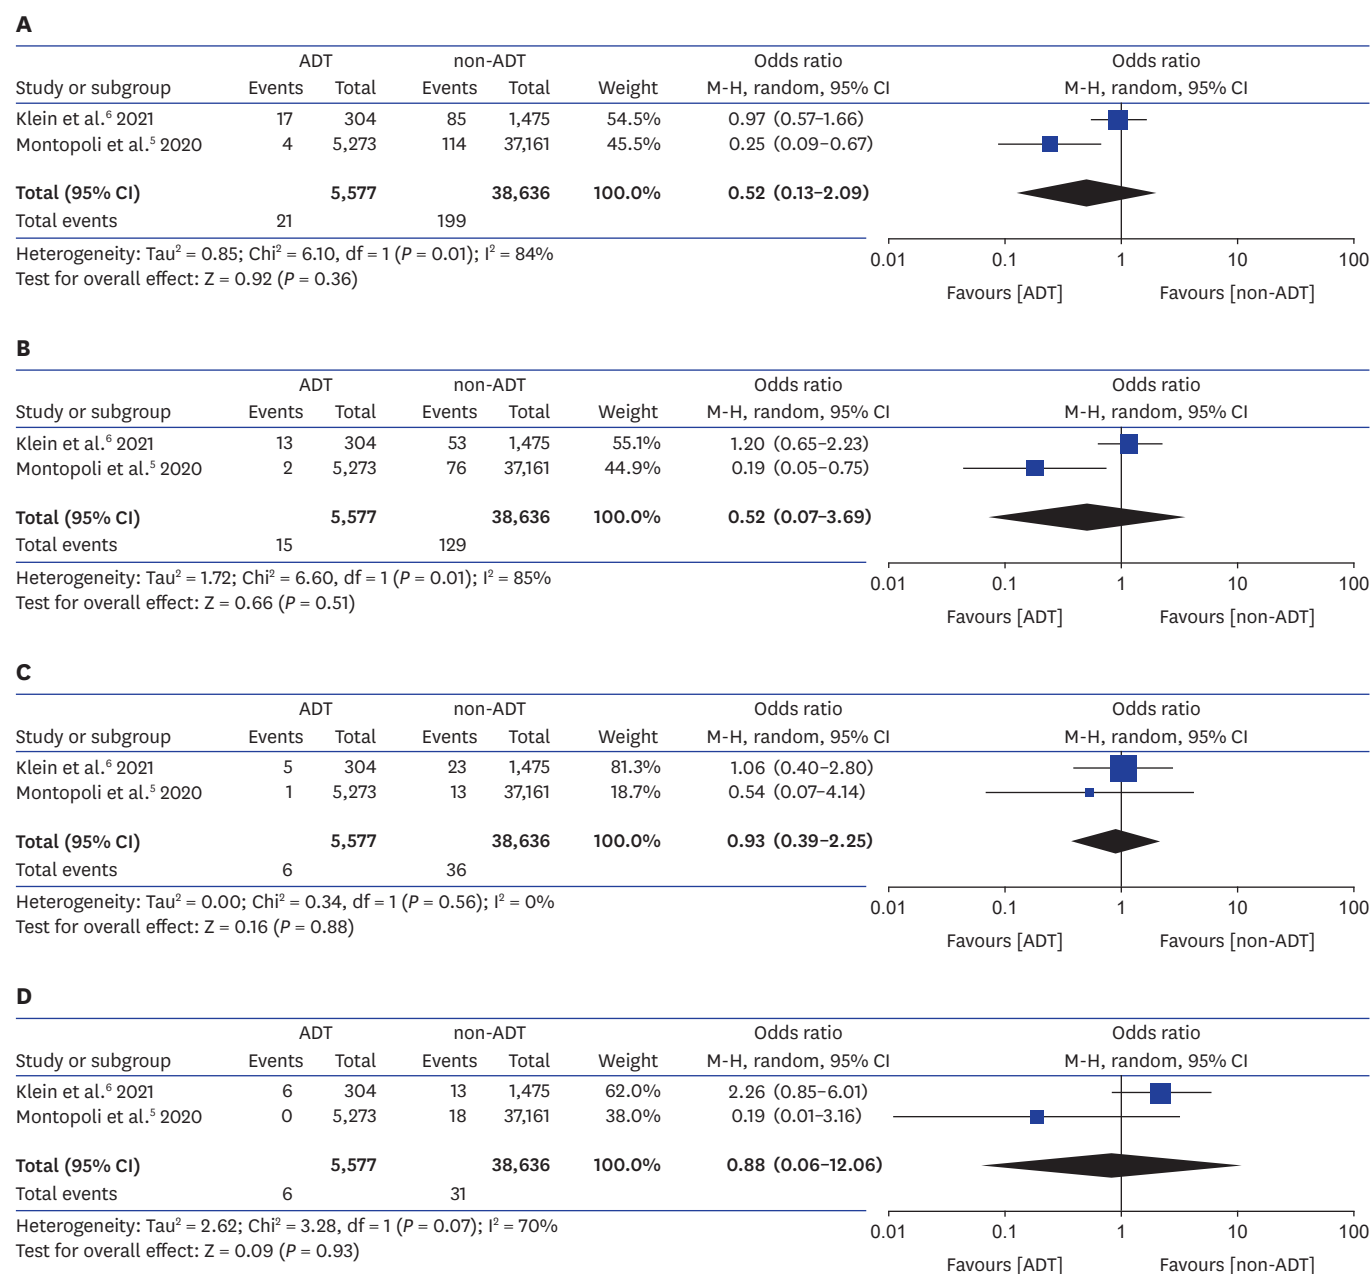 A
ADT non-ADT Odds ratio Odds ratio
Study or subgroup Events Total Events Total Weight M-H, random, 95% CI M-H, random, 95% CI
Klein et al.⁶ 2021 17 304 85 1,475 54.5% 0.97 (0.57–1.66)
Montopoli et al.⁵ 2020 4 5,273 114 37,161 45.5% 0.25 (0.09–0.67)
Total (95% CI) 5,577 38,636 100.0% 0.52 (0.13–2.09)
Total events 21 199
Heterogeneity: Tau² = 0.85; Chi² = 6.10, df = 1 (P = 0.01); I² = 84%
0.01 0.1 1 10 100
Test for overall effect: Z = 0.92 (P = 0.36)
Favours [ADT] Favours [non-ADT]
B
ADT non-ADT Odds ratio Odds ratio
Study or subgroup Events Total Events Total Weight M-H, random, 95% CI M-H, random, 95% CI
Klein et al.⁶ 2021 13 304 53 1,475 55.1% 1.20 (0.65–2.23)
Montopoli et al.⁵ 2020 2 5,273 76 37,161 44.9% 0.19 (0.05–0.75)
Total (95% CI) 5,577 38,636 100.0% 0.52 (0.07–3.69)
Total events 15 129
Heterogeneity: Tau² = 1.72; Chi² = 6.60, df = 1 (P = 0.01); I² = 85%
0.01 0.1 1 10 100
Test for overall effect: Z = 0.66 (P = 0.51)
Favours [ADT] Favours [non-ADT]
C
ADT non-ADT Odds ratio Odds ratio
Study or subgroup Events Total Events Total Weight M-H, random, 95% CI M-H, random, 95% CI
Klein et al.⁶ 2021 5 304 23 1,475 81.3% 1.06 (0.40–2.80)
Montopoli et al.⁵ 2020 1 5,273 13 37,161 18.7% 0.54 (0.07–4.14)
Total (95% CI) 5,577 38,636 100.0% 0.93 (0.39–2.25)
Total events 6 36
Heterogeneity: Tau² = 0.00; Chi² = 0.34, df = 1 (P = 0.56); I² = 0%
0.01 0.1 1 10 100
Test for overall effect: Z = 0.16 (P = 0.88)
Favours [ADT] Favours [non-ADT]
D
ADT non-ADT Odds ratio Odds ratio
Study or subgroup Events Total Events Total Weight M-H, random, 95% CI M-H, random, 95% CI
Klein et al.⁶ 2021 6 304 13 1,475 62.0% 2.26 (0.85–6.01)
Montopoli et al.⁵ 2020 0 5,273 18 37,161 38.0% 0.19 (0.01–3.16)
Total (95% CI) 5,577 38,636 100.0% 0.88 (0.06–12.06)
Total events 6 31
Heterogeneity: Tau² = 2.62; Chi² = 3.28, df = 1 (P = 0.07); I² = 70%
0.01 0.1 1 10 100
Test for overall effect: Z = 0.09 (P = 0.93)
Favours [ADT] Favours [non-ADT]